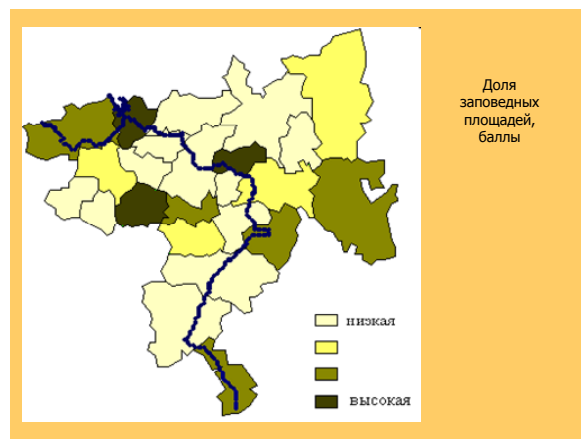 Доля
заповедных
площадей,
баллы
низкая
высокая